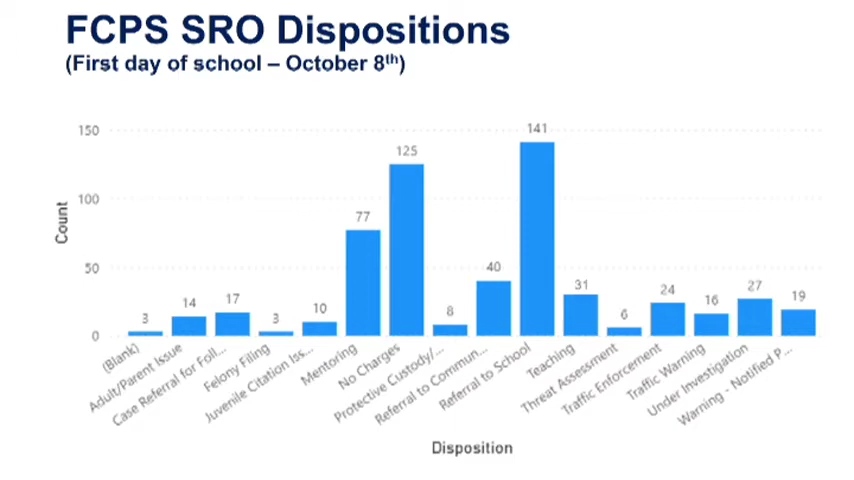 FCPS SRO Dispositions
(First day of school – October 8th)
150
100
50
0
Count
3
14
17
3
10
77
125
8
40
141
31
6
24
16
27
19
(Blank)
Adult/Parent Issue
Case Referral for Foll...
Felony Filing
Juvenile Citation Iss...
Mentoring
No Charges
Protective Custody/...
Referral to Commun...
Referral to School
Teaching
Threat Assessment
Traffic Enforcement
Traffic Warning
Under Investigation
Warning - Notified P...
Disposition